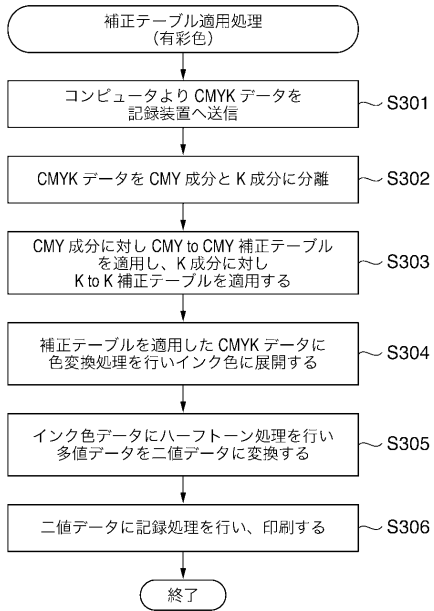 補正テーブル適用処理
（有彩色）
コンピュータより CMYK データを
記録装置へ送信
S301
CMYK データを CMY 成分と K 成分に分離
S302
CMY 成分に対し CMY to CMY 補正テーブル
を適用し、K 成分に対し
K to K 補正テーブルを適用する
S303
補正テーブルを適用した CMYK データに
色変換処理を行いインク色に展開する
S304
インク色データにハーフトーン処理を行い
多値データを二値データに変換する
S305
二値データに記録処理を行い、印刷する
S306
終了